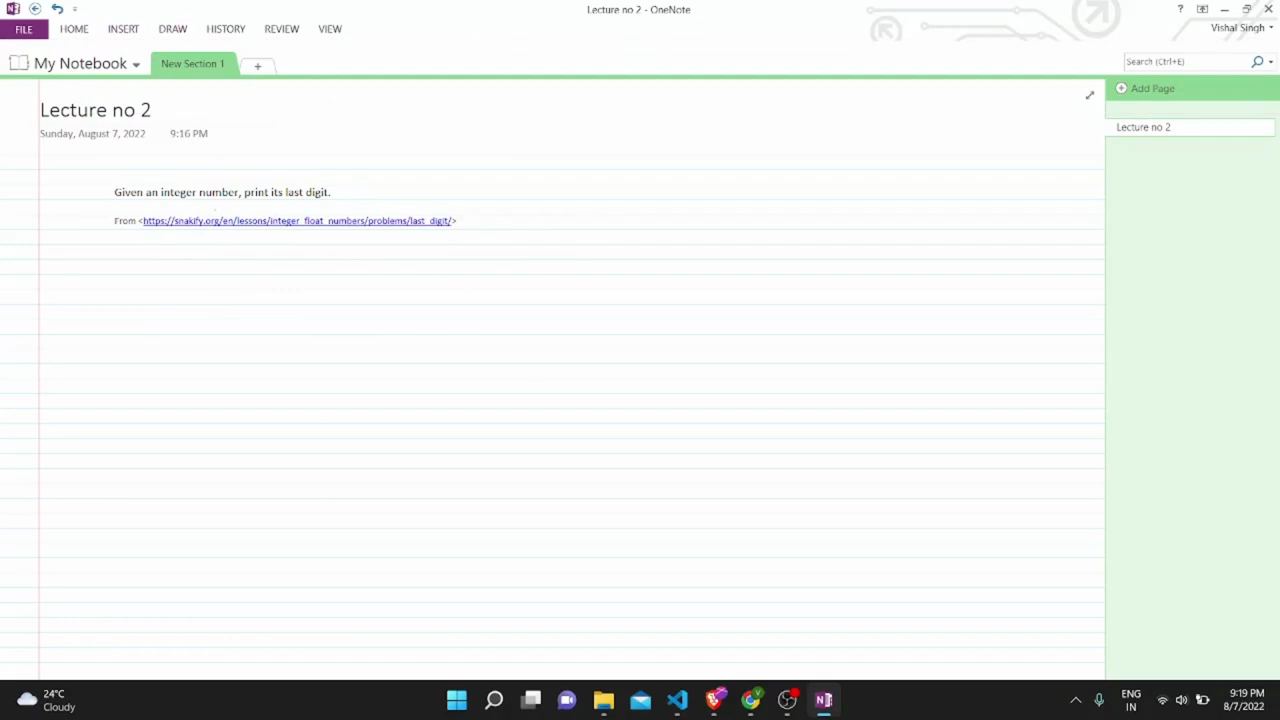 Lecture no 2 - OneNote
?
FILE
HOME
INSERT
DRAW
HISTORY
REVIEW
VIEW
Vishal Singh
My Notebook
New Section 1
+
Search (Ctrl+E)
Add Page
Lecture no 2
Lecture no 2
Sunday, August 7, 2022
9:16 PM
Given an integer number, print its last digit.
From <https://snakify.org/en/lessons/integer_float_numbers/problems/last_digit/>
24°C
Cloudy
ENG
IN
9:19 PM
8/7/2022